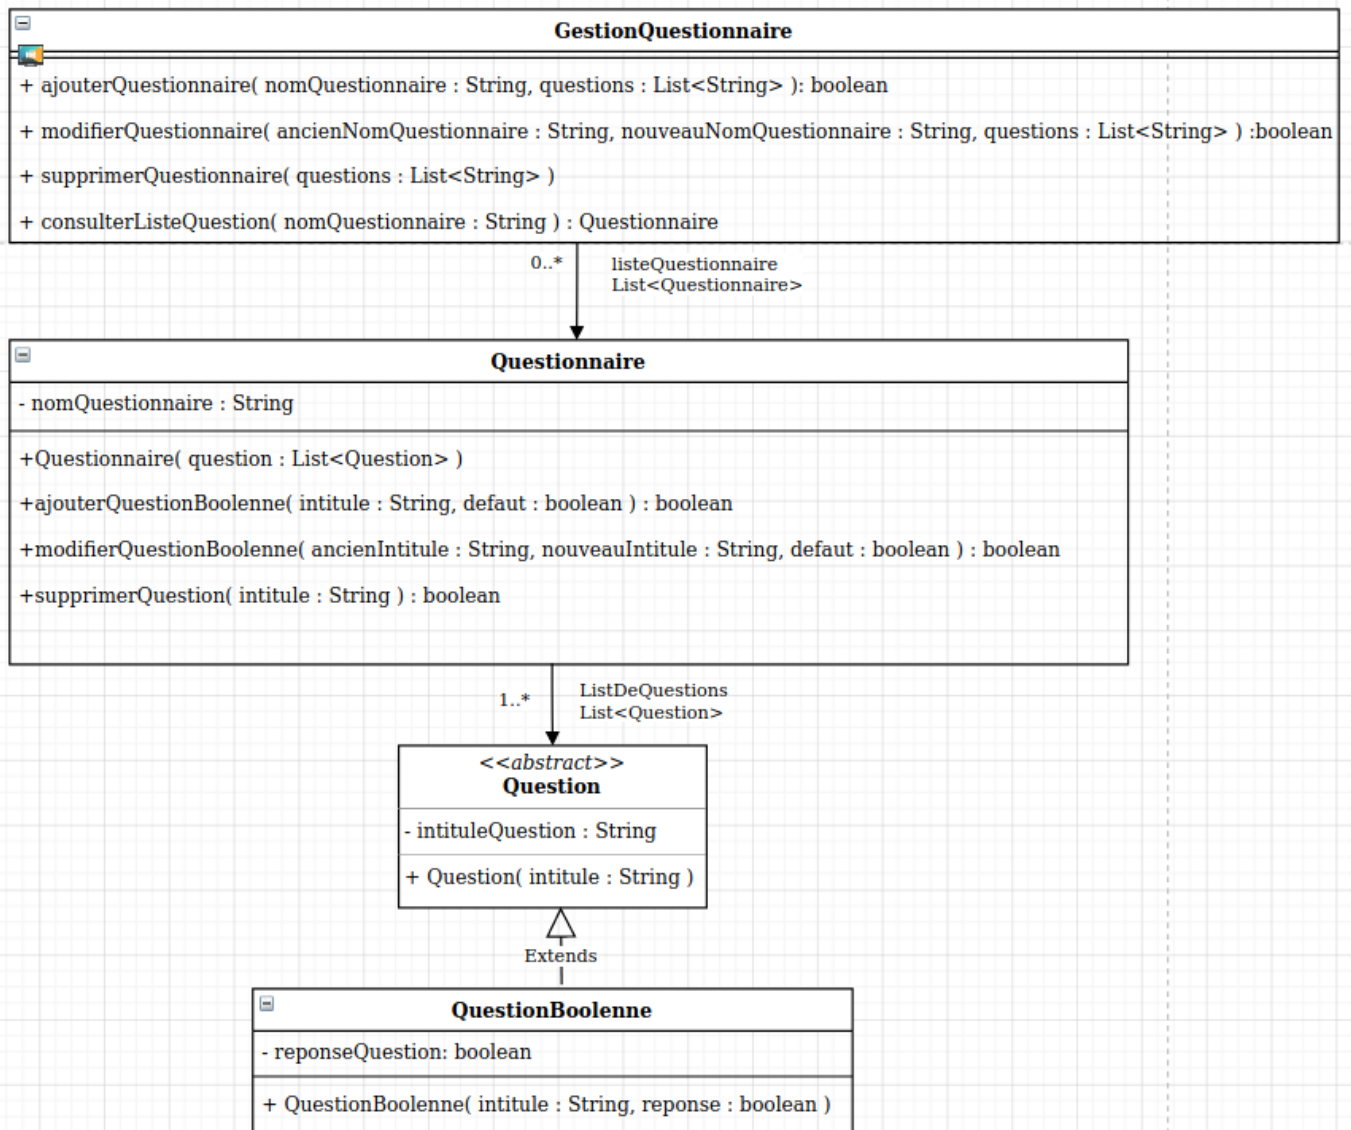 GestionQuestionnaire
+ ajouterQuestionnaire( nomQuestionnaire : String, questions : List<String> ): boolean
+ modifierQuestionnaire( ancienNomQuestionnaire : String, nouveauNomQuestionnaire : String, questions : List<String> ) :boolean
+ supprimerQuestionnaire( questions : List<String> )
+ consulterListeQuestion( nomQuestionnaire : String ) : Questionnaire
0..*
listeQuestionnaire
List<Questionnaire>
Questionnaire
- nomQuestionnaire : String
+Questionnaire( question : List<Question> )
+ajouterQuestionBoolenne( intitule : String, defaut : boolean ) : boolean
+modifierQuestionBoolenne( ancienIntitule : String, nouveauIntitule : String, defaut : boolean ) : boolean
+supprimerQuestion( intitule : String ) : boolean
1..*
ListDeQuestions
List<Question>
<<abstract>>
Question
- intituleQuestion : String
+ Question( intitule : String )
Extends
QuestionBoolenne
- reponseQuestion: boolean
+ QuestionBoolenne( intitule : String, reponse : boolean )